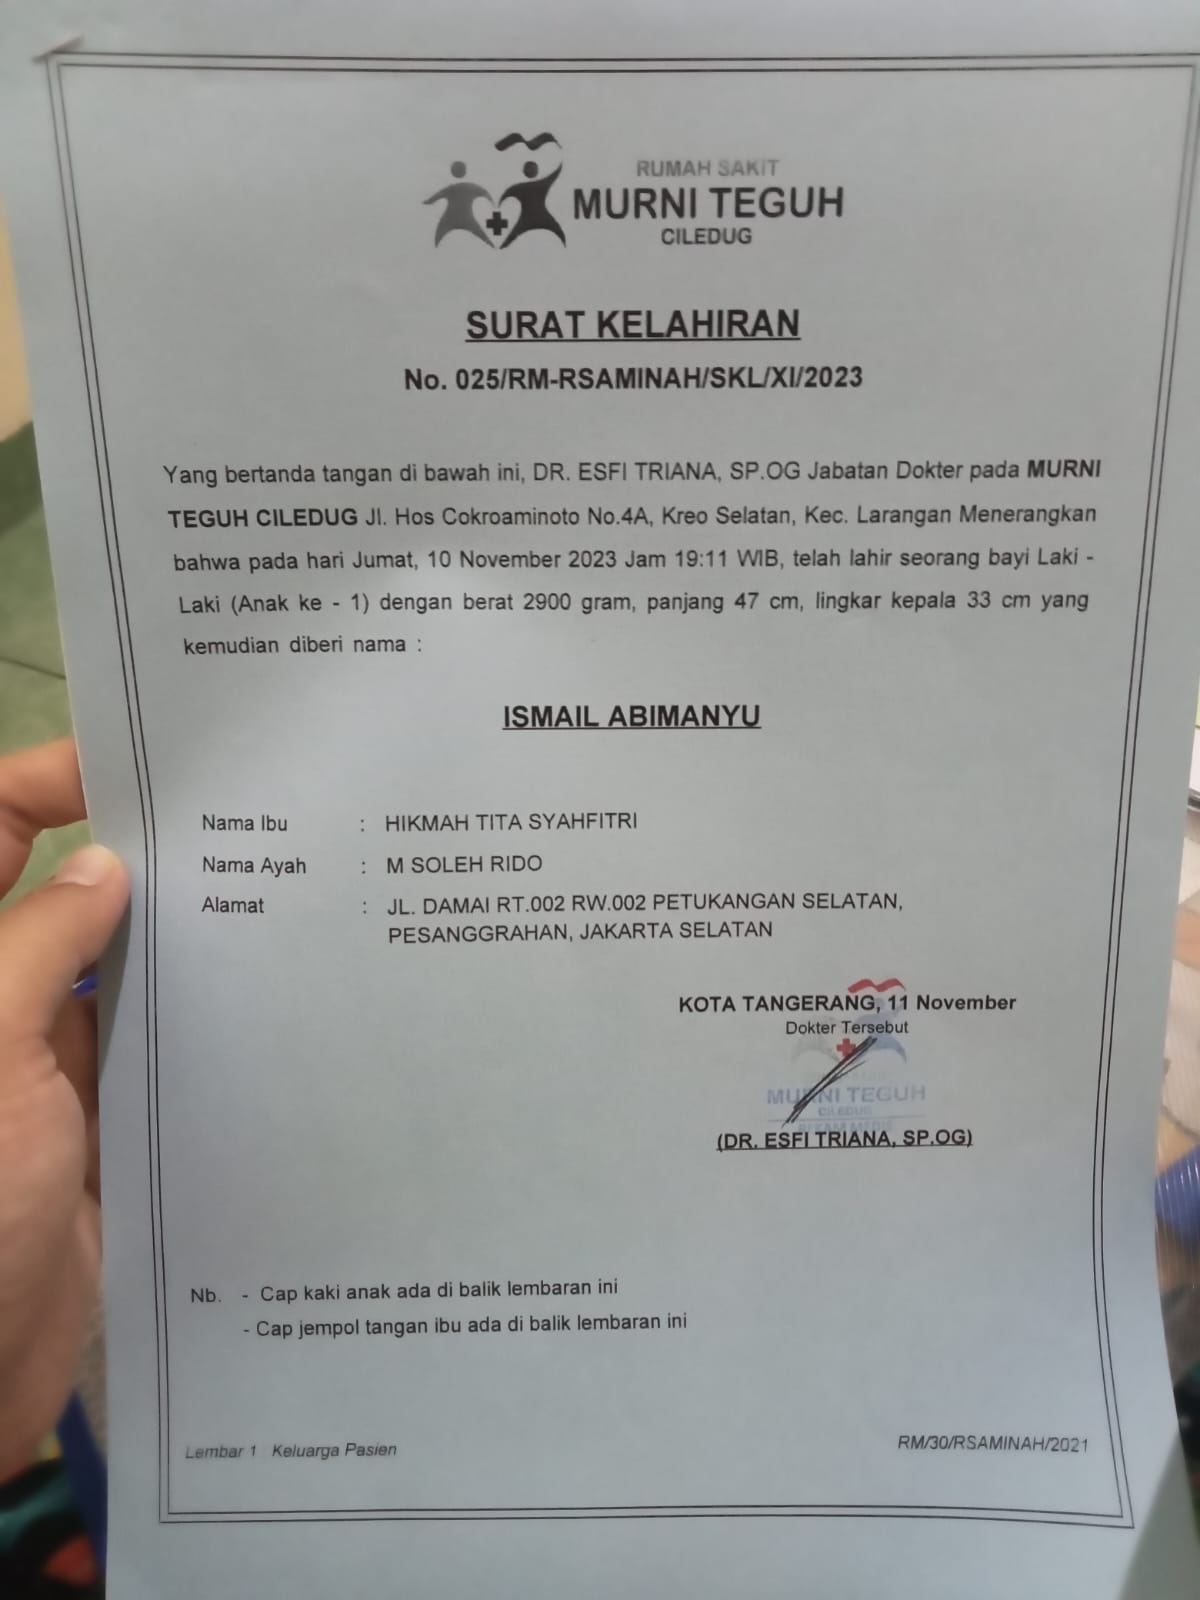 RUMAH SAKIT
MURNI TEGUH
CILEDUG
SURAT KELAHIRAN
No. 025/RM-RSAMINAH/SKL/XI/2023
Yang bertanda tangan di bawah ini, DR. ESFI TRIANA, SP.OG Jabatan Dokter pada MURNI
TEGUH CILEDUG Jl. Hos Cokroaminoto No.4A, Kreo Selatan, Kec. Larangan Menerangkan
bahwa pada hari Jumat, 10 November 2023 Jam 19:11 WIB, telah lahir seorang bayi Laki -
Laki (Anak ke - 1) dengan berat 2900 gram, panjang 47 cm, lingkar kepala 33 cm yang
kemudian diberi nama :
ISMAIL ABIMANYU
Nama Ibu : HIKMAH TITA SYAHFITRI
Nama Ayah : M SOLEH RIDO
Alamat : JL. DAMAI RT.002 RW.002 PETUKANGAN SELATAN,
PESANGGRAHAN, JAKARTA SELATAN
KOTA TANGERANG, 11 November
Dokter Tersebut
MURNI TEGUH
CILEDUG
REKAM MEDIS
(DR. ESFI TRIANA, SP.OG)
Nb. - Cap kaki anak ada di balik lembaran ini
- Cap jempol tangan ibu ada di balik lembaran ini
Lembar 1 Keluarga Pasien
RM/30/RSAMINAH/2021